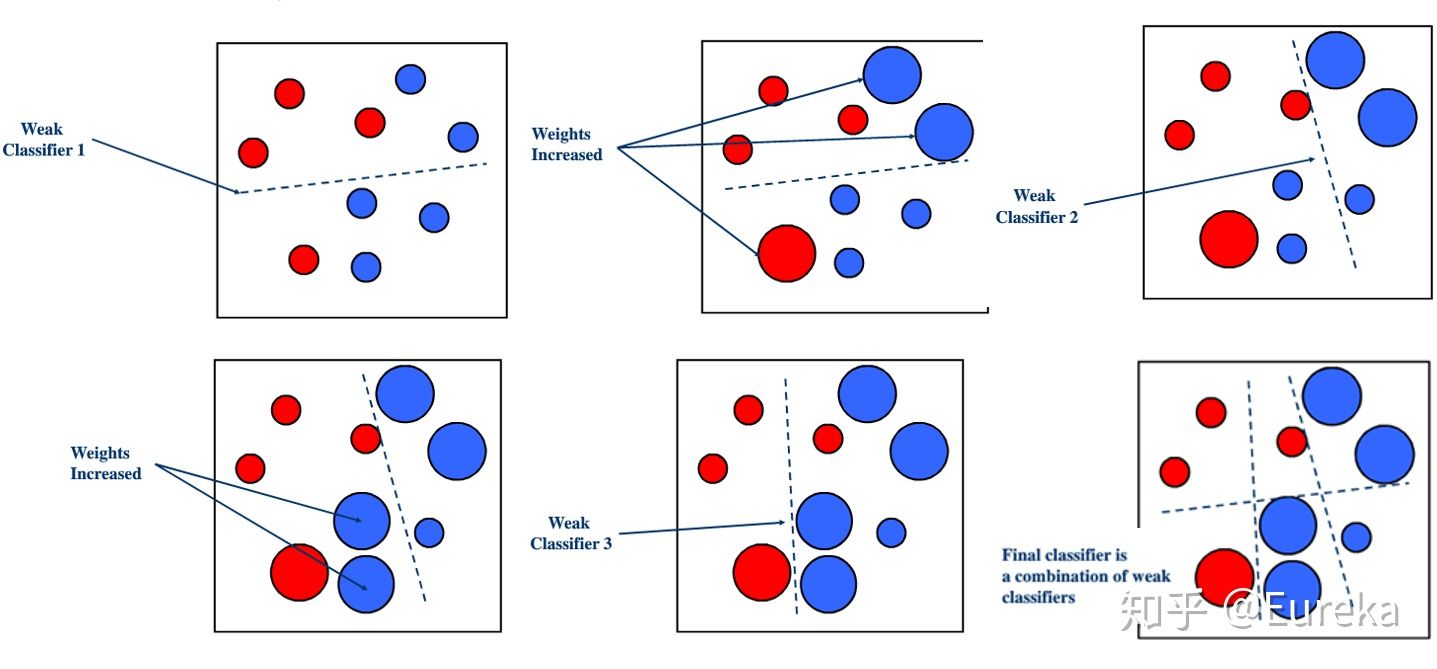 Weak
Classifier 1
Weights
Increased
Weak
Classifier 2
Weights
Increased
Weak
Classifier 3
Final classifier is
a combination of weak
classifiers
知乎 @Eureka